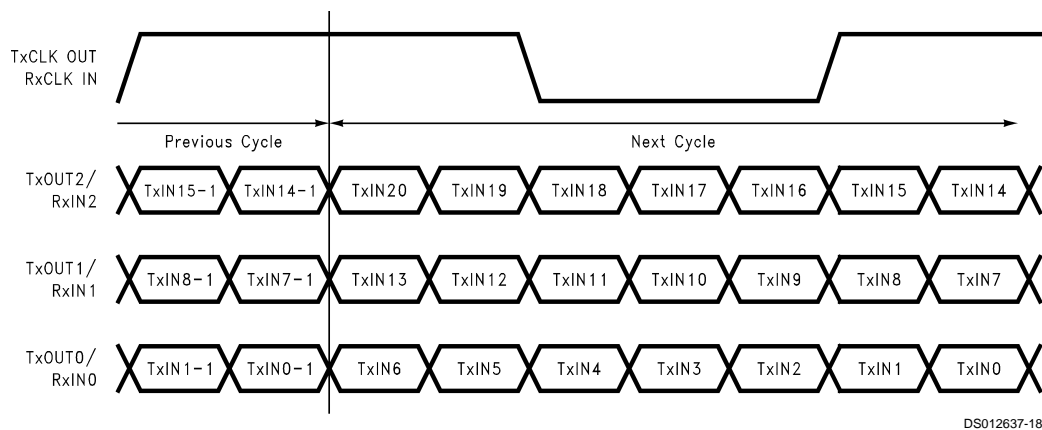 TxCLK OUT
RxCLK IN
Previous Cycle
Next Cycle
TxOUT2/
RxIN2
TxIN15-1 TxIN14-1 TxIN20 TxIN19 TxIN18 TxIN17 TxIN16 TxIN15 TxIN14
TxOUT1/
RxIN1
TxIN8-1 TxIN7-1 TxIN13 TxIN12 TxIN11 TxIN10 TxIN9 TxIN8 TxIN7
TxOUT0/
RxIN0
TxIN1-1 TxIN0-1 TxIN6 TxIN5 TxIN4 TxIN3 TxIN2 TxIN1 TxIN0
DS012637-18